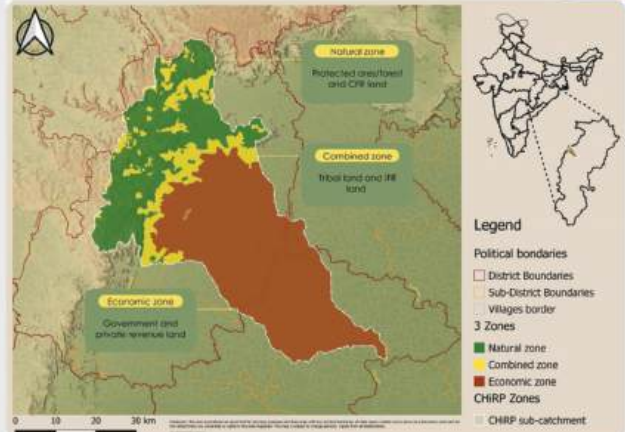 Natural zone
Protected area/forest
and CFR land
Combined zone
Tribal land and IFR
land
Economic zone
Government and
private revenue land
Legend
Political bondaries
District Boundaries
Sub-District Boundaries
Villages border
3 Zones
Natural zone
Combined zone
Economic zone
CHiRP Zones
CHiRP sub-catchment
0 10 20 30 km